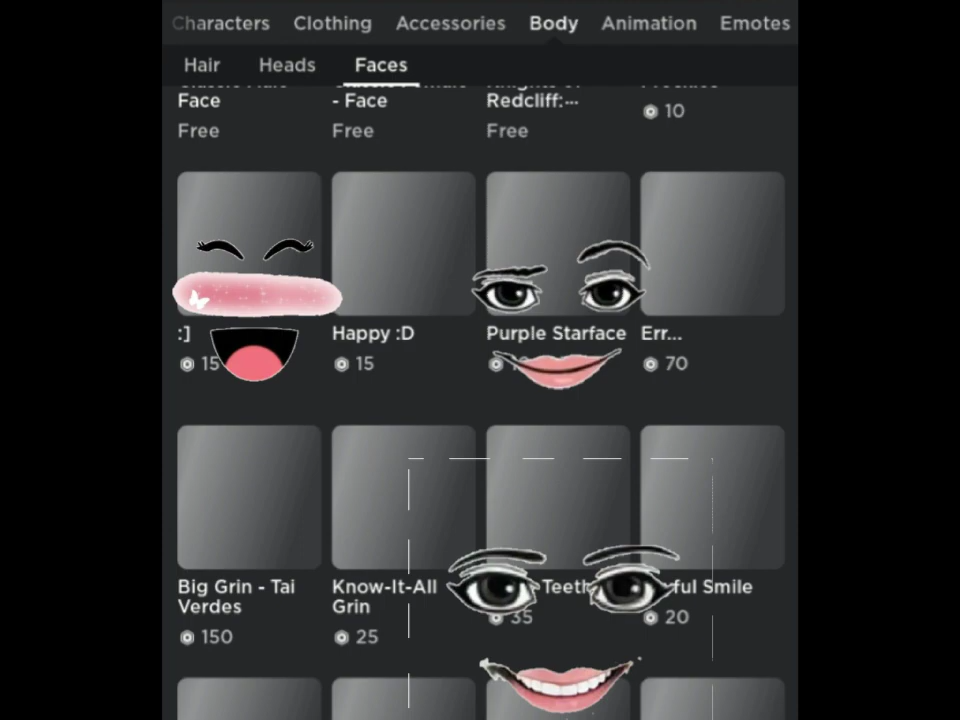 Characters Clothing Accessories Body Animation Emotes
Hair Heads Faces
Face - Face Redcliff:...
Free Free Free 10
:] Happy :D Purple Starface Err...
15 15 70
Big Grin - Tai Know-It-All Teeth Smile
Verdes Grin 35 20
150 25